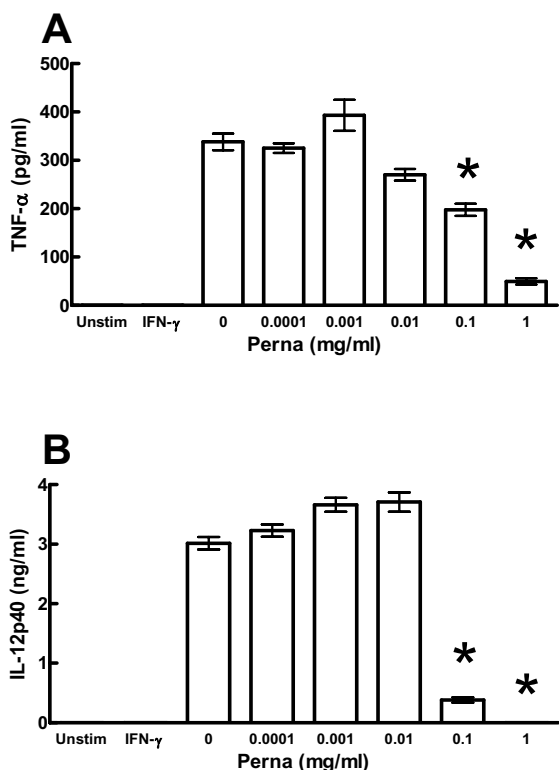 A
500
400
300
200
100
0
TNF-α (pg/ml)
*
*
Unstim IFN-γ 0 0.0001 0.001 0.01 0.1 1
Perna (mg/ml)
B
4
3
2
1
0
IL-12p40 (ng/ml)
*
*
Unstim IFN-γ 0 0.0001 0.001 0.01 0.1 1
Perna (mg/ml)